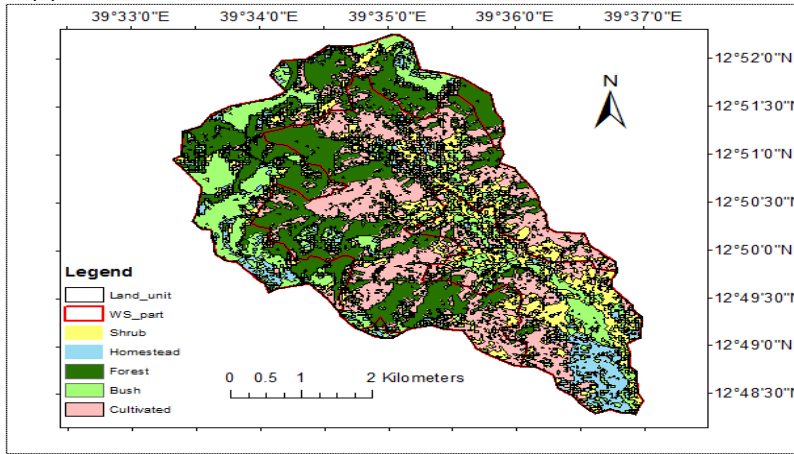 39°33'0"E 39°34'0"E 39°35'0"E 39°36'0"E 39°37'0"E
12°52'0"N
N
12°51'30"N
12°51'0"N
12°50'30"N
12°50'0"N
Legend
Land_unit
12°49'30"N
WS_part
Shrub
12°49'0"N
Homestead
Forest
0 0.5 1 2 Kilometers
Bush
12°48'30"N
Cultivated